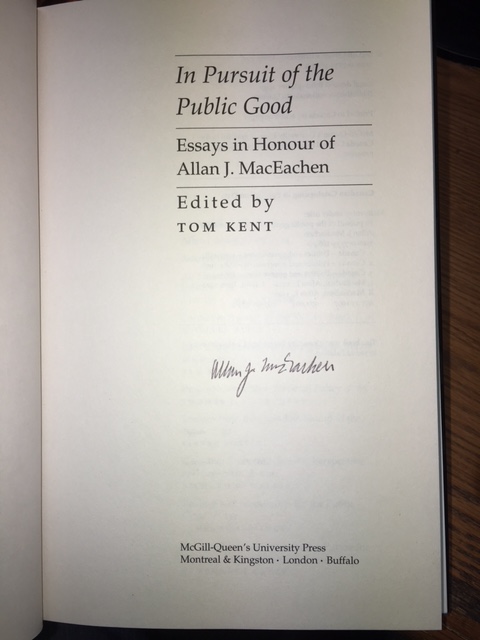 In Pursuit of the
Public Good
Essays in Honour of
Allan J. MacEachen
Edited by
TOM KENT
Allan J. MacEachen
McGill-Queen's University Press
Montreal & Kingston · London · Buffalo